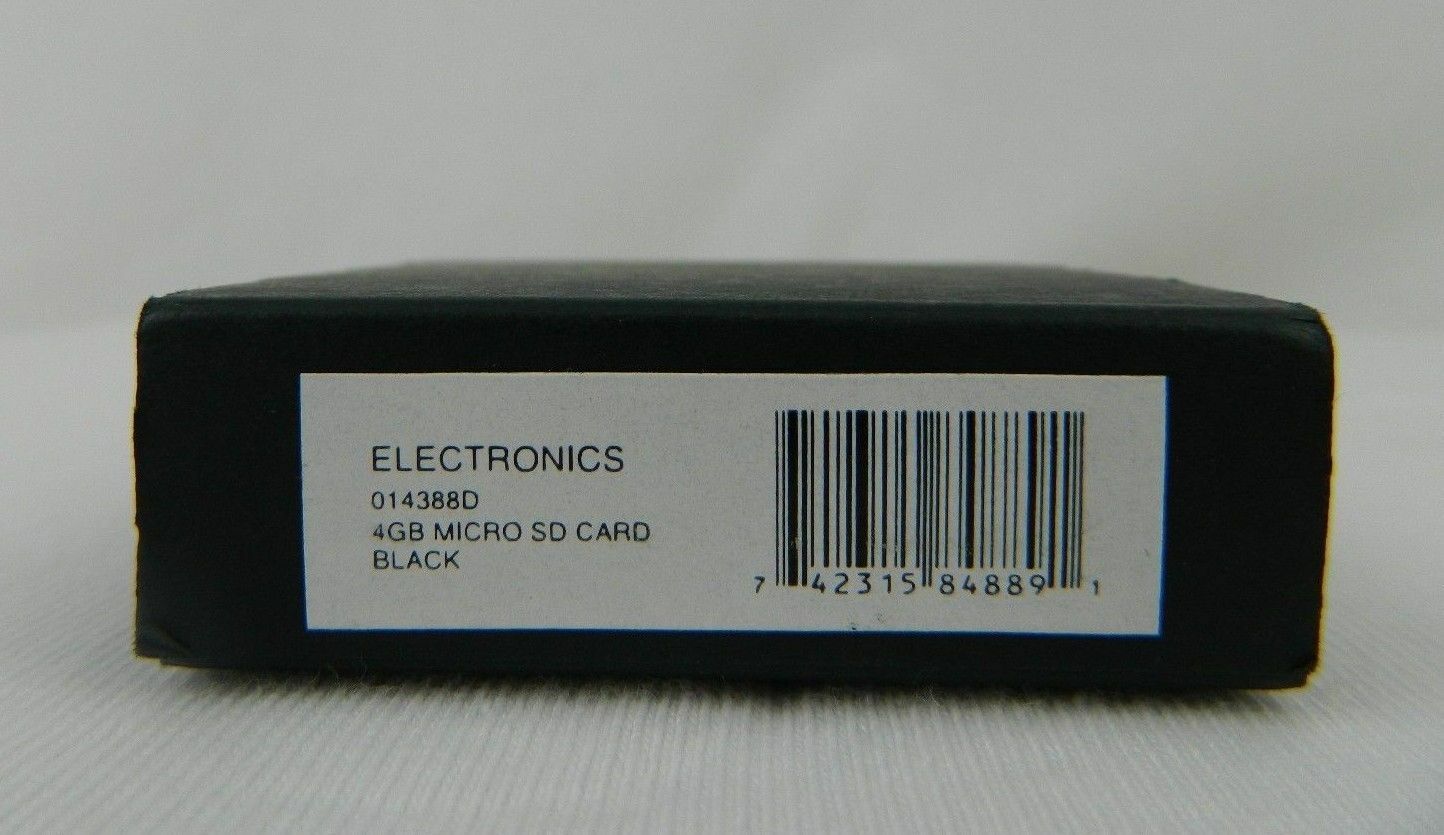 ELECTRONICS
014388D
4GB MICRO SD CARD
BLACK
7 42315 84889 1